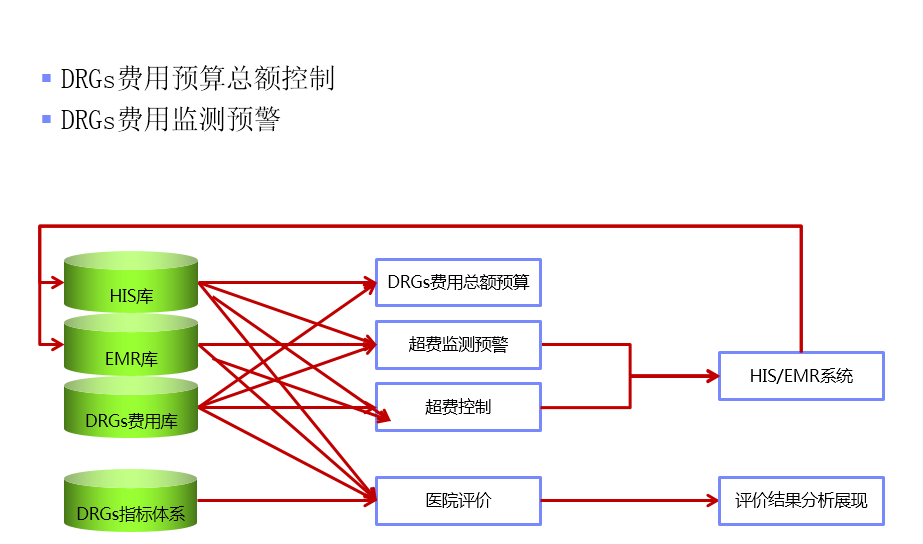 DRGs费用预算总额控制
DRGs费用监测预警
HIS库
DRGs费用总额预算
EMR库
超费监测预警
HIS/EMR系统
DRGs费用库
超费控制
DRGs指标体系
医院评价
评价结果分析展现